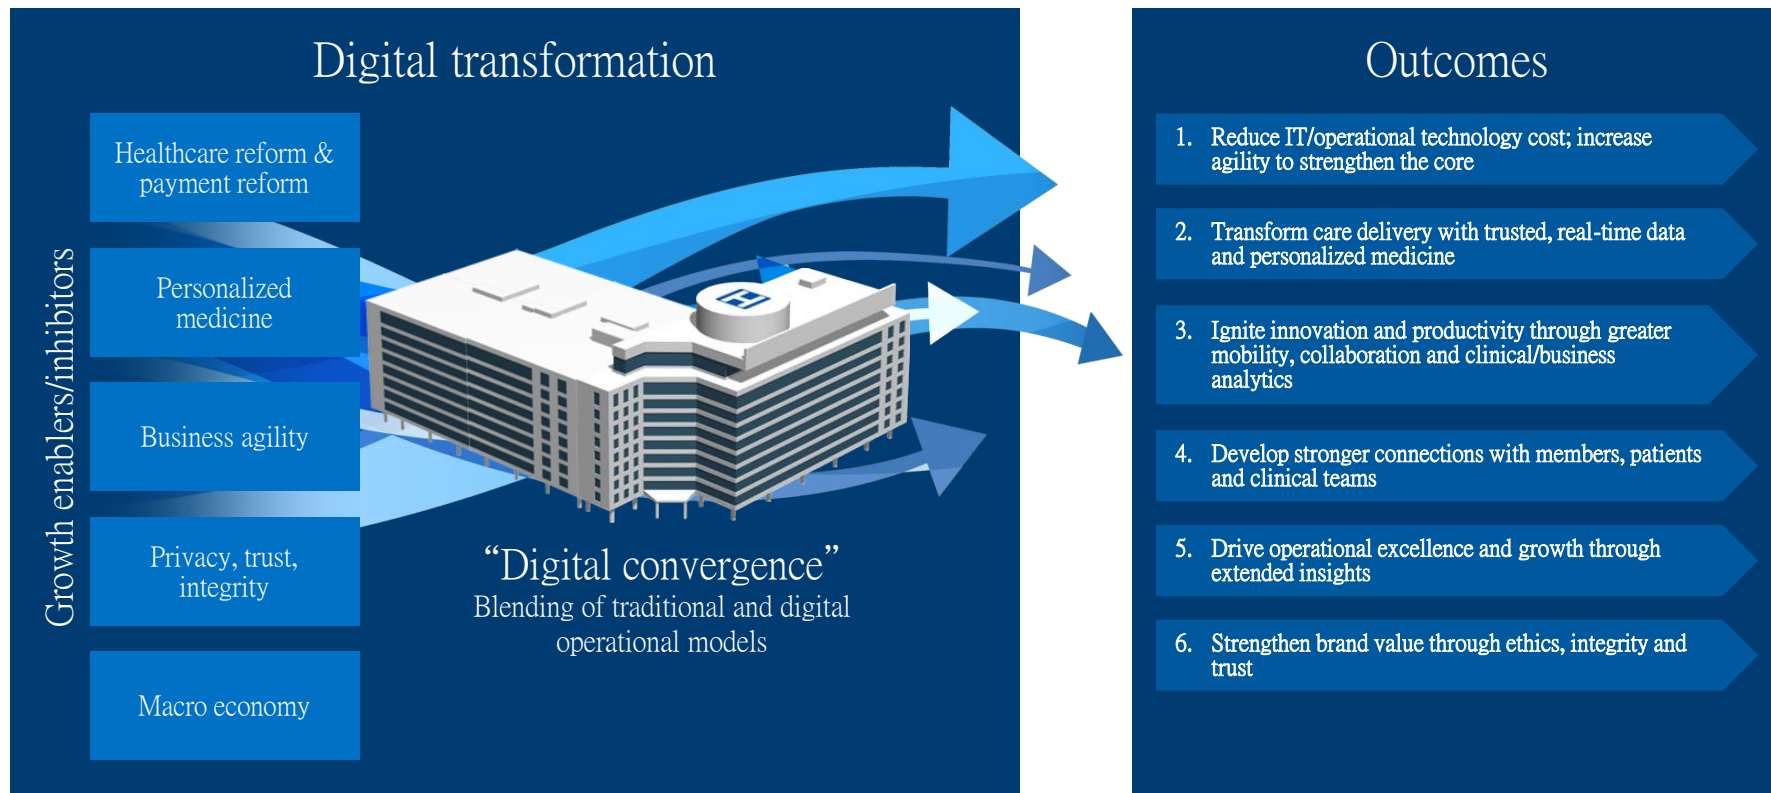 Digital transformation
Growth enablers/inhibitors
Healthcare reform &
payment reform
Personalized
medicine
Business agility
Privacy, trust,
integrity
Macro economy
H
“Digital convergence”
Blending of traditional and digital
operational models
Outcomes
1. Reduce IT/operational technology cost; increase
agility to strengthen the core
2. Transform care delivery with trusted, real-time data
and personalized medicine
3. Ignite innovation and productivity through greater
mobility, collaboration and clinical/business
analytics
4. Develop stronger connections with members, patients
and clinical teams
5. Drive operational excellence and growth through
extended insights
6. Strengthen brand value through ethics, integrity and
trust